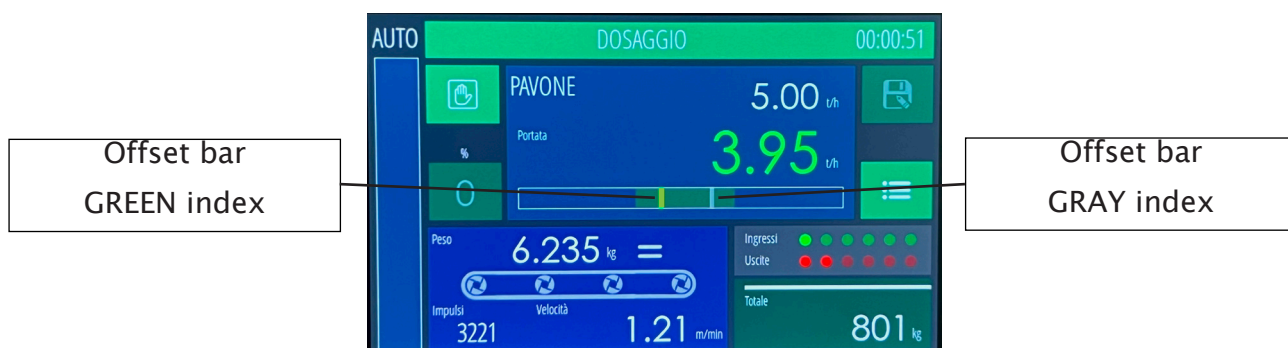 AUTO
DOSAGGIO
00:00:51
PAVONE
5.00 t/h
Portata
3.95 t/h
%
0
Offset bar
GREEN index
Offset bar
GRAY index
Peso
6.235 kg =
Ingressi
Uscite
Impulsi
3221
Velocità
1.21 m/min
Totale
801 kg